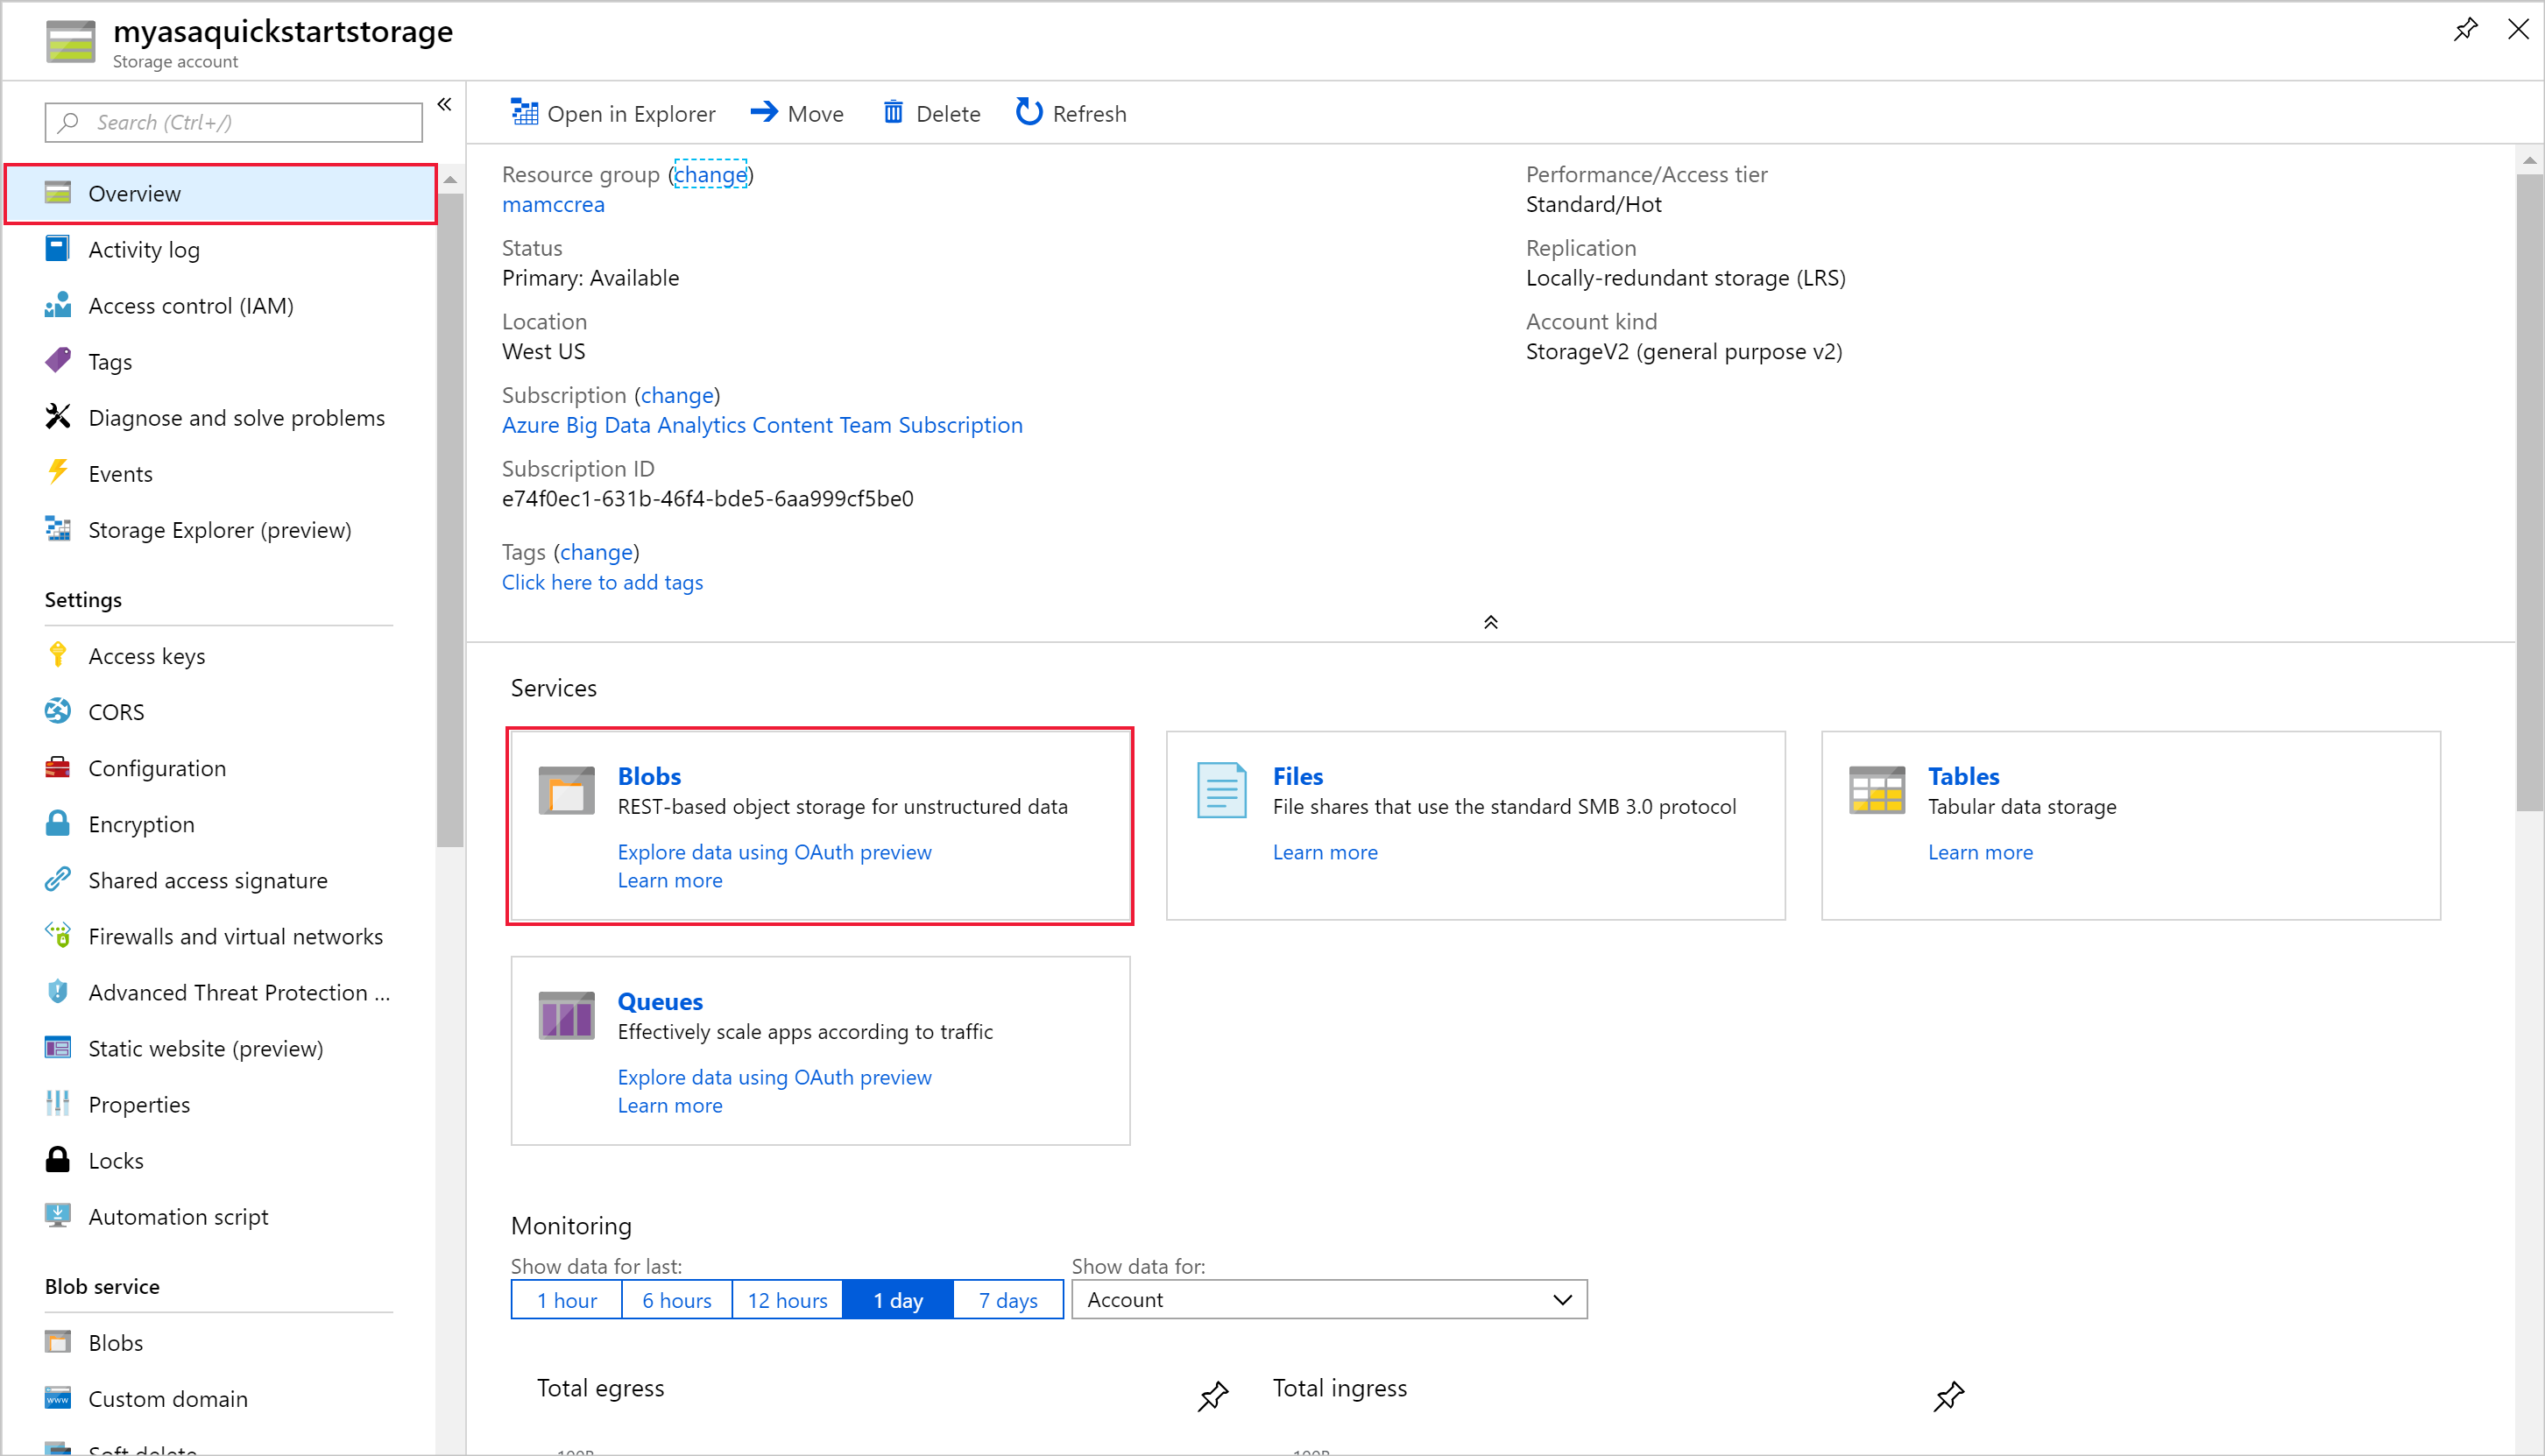 myasaquickstartstorage
Storage account
Search (Ctrl+/)
Overview
Activity log
Access control (IAM)
Tags
Diagnose and solve problems
Events
Storage Explorer (preview)
Settings
Access keys
CORS
Configuration
Encryption
Shared access signature
Firewalls and virtual networks
Advanced Threat Protection ...
Static website (preview)
Properties
Locks
Automation script
Blob service
Blobs
Custom domain
Soft delete
Open in Explorer Move Delete Refresh
Resource group (change)
mamccrea
Status
Primary: Available
Location
West US
Subscription (change)
Azure Big Data Analytics Content Team Subscription
Subscription ID
e74f0ec1-631b-46f4-bde5-6aa999cf5be0
Tags (change)
Click here to add tags
Performance/Access tier
Standard/Hot
Replication
Locally-redundant storage (LRS)
Account kind
StorageV2 (general purpose v2)
Services
Blobs
REST-based object storage for unstructured data
Explore data using OAuth preview
Learn more
Files
File shares that use the standard SMB 3.0 protocol
Learn more
Tables
Tabular data storage
Learn more
Queues
Effectively scale apps according to traffic
Explore data using OAuth preview
Learn more
Monitoring
Show data for last:
1 hour 6 hours 12 hours 1 day 7 days
Show data for:
Account
Total egress
Total ingress